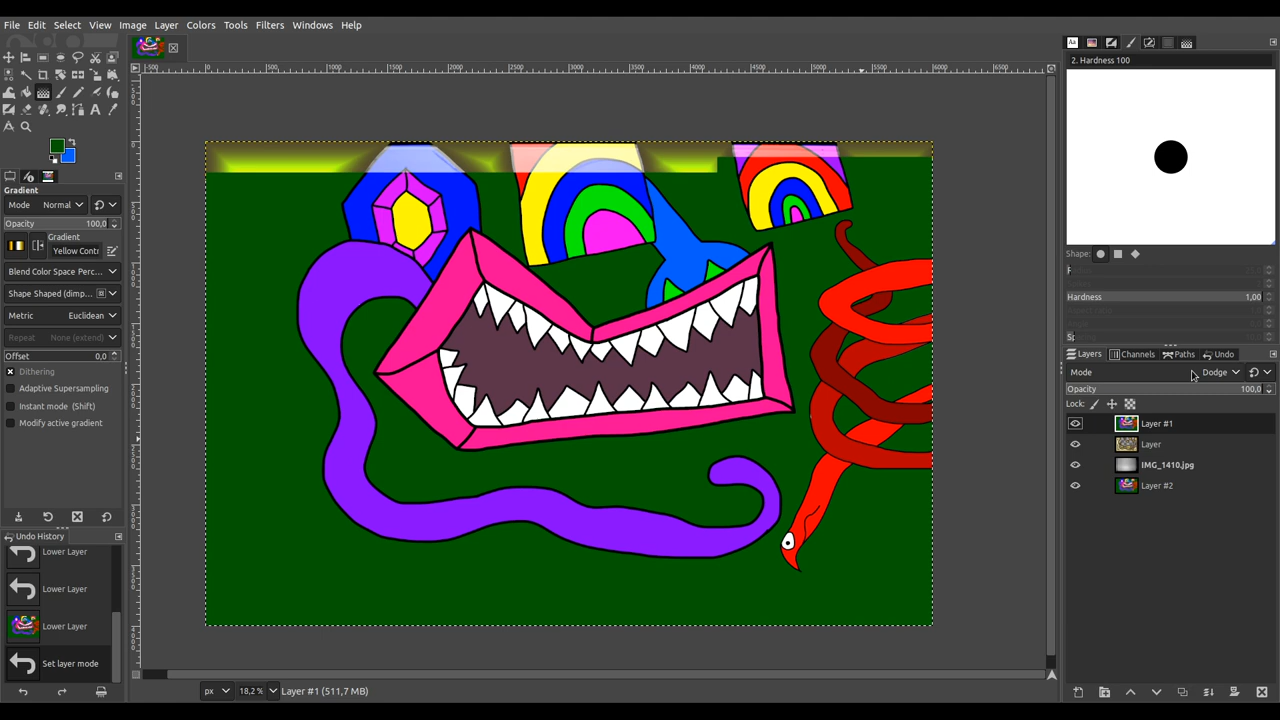 File Edit Select View Image Layer Colors Tools Filters Windows Help
2. Hardness 100
Gradient
Mode Normal
Opacity 100,0
Gradient
Yellow Contr
Blend Color Space Perc...
Shape Shaped (dimp...
Metric Euclidean
Repeat None (extend)
Offset 0,0
Dithering
Adaptive Supersampling
Instant mode (Shift)
Modify active gradient
Undo History
Lower Layer
Lower Layer
Lower Layer
Set layer mode
px 18,2% Layer #1 (511,7 MB)
Shape:
Hardness 1,00
Layers Channels Paths Undo
Mode Dodge
Opacity 100,0
Lock:
Layer #1
Layer
IMG_1410.jpg
Layer #2